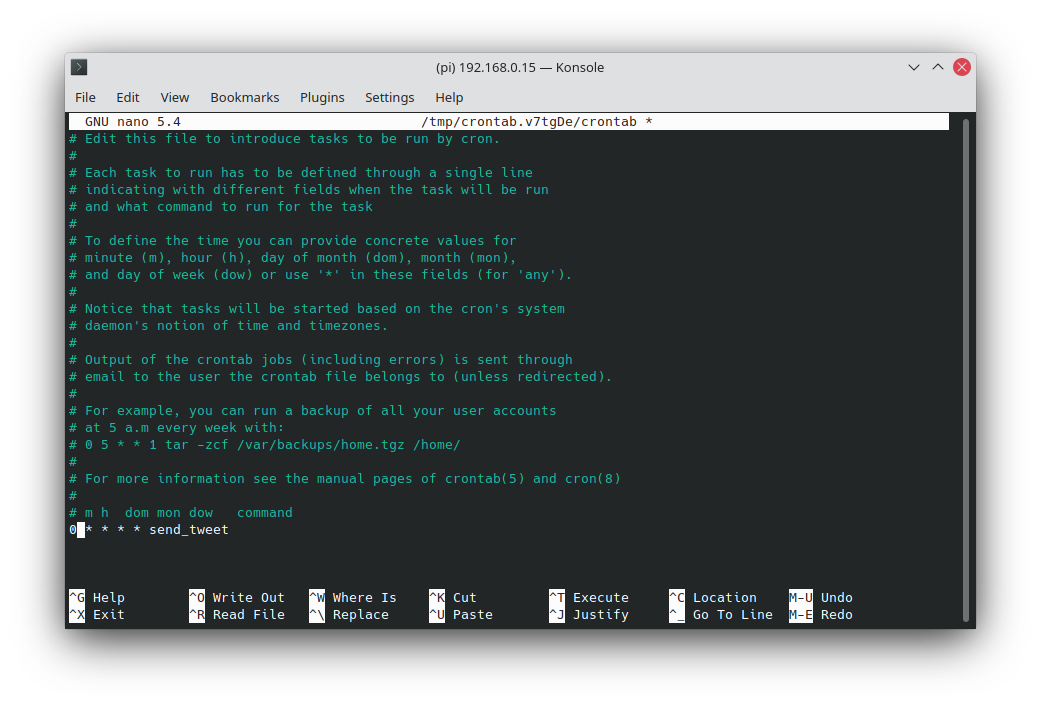 (pi) 192.168.0.15 — Konsole
File Edit View Bookmarks Plugins Settings Help
GNU nano 5.4 /tmp/crontab.v7tgDe/crontab *
# Edit this file to introduce tasks to be run by cron.
#
# Each task to run has to be defined through a single line
# indicating with different fields when the task will be run
# and what command to run for the task
#
# To define the time you can provide concrete values for
# minute (m), hour (h), day of month (dom), month (mon),
# and day of week (dow) or use '*' in these fields (for 'any').
#
# Notice that tasks will be started based on the cron's system
# daemon's notion of time and timezones.
#
# Output of the crontab jobs (including errors) is sent through
# email to the user the crontab file belongs to (unless redirected).
#
# For example, you can run a backup of all your user accounts
# at 5 a.m every week with:
# 0 5 * * 1 tar -zcf /var/backups/home.tgz /home/
#
# For more information see the manual pages of crontab(5) and cron(8)
#
# m h  dom mon dow   command
0 * * * * send_tweet
^G Help ^O Write Out ^W Where Is ^K Cut ^T Execute ^C Location M-U Undo
^X Exit ^R Read File ^\ Replace ^U Paste ^J Justify ^_ Go To Line M-E Redo